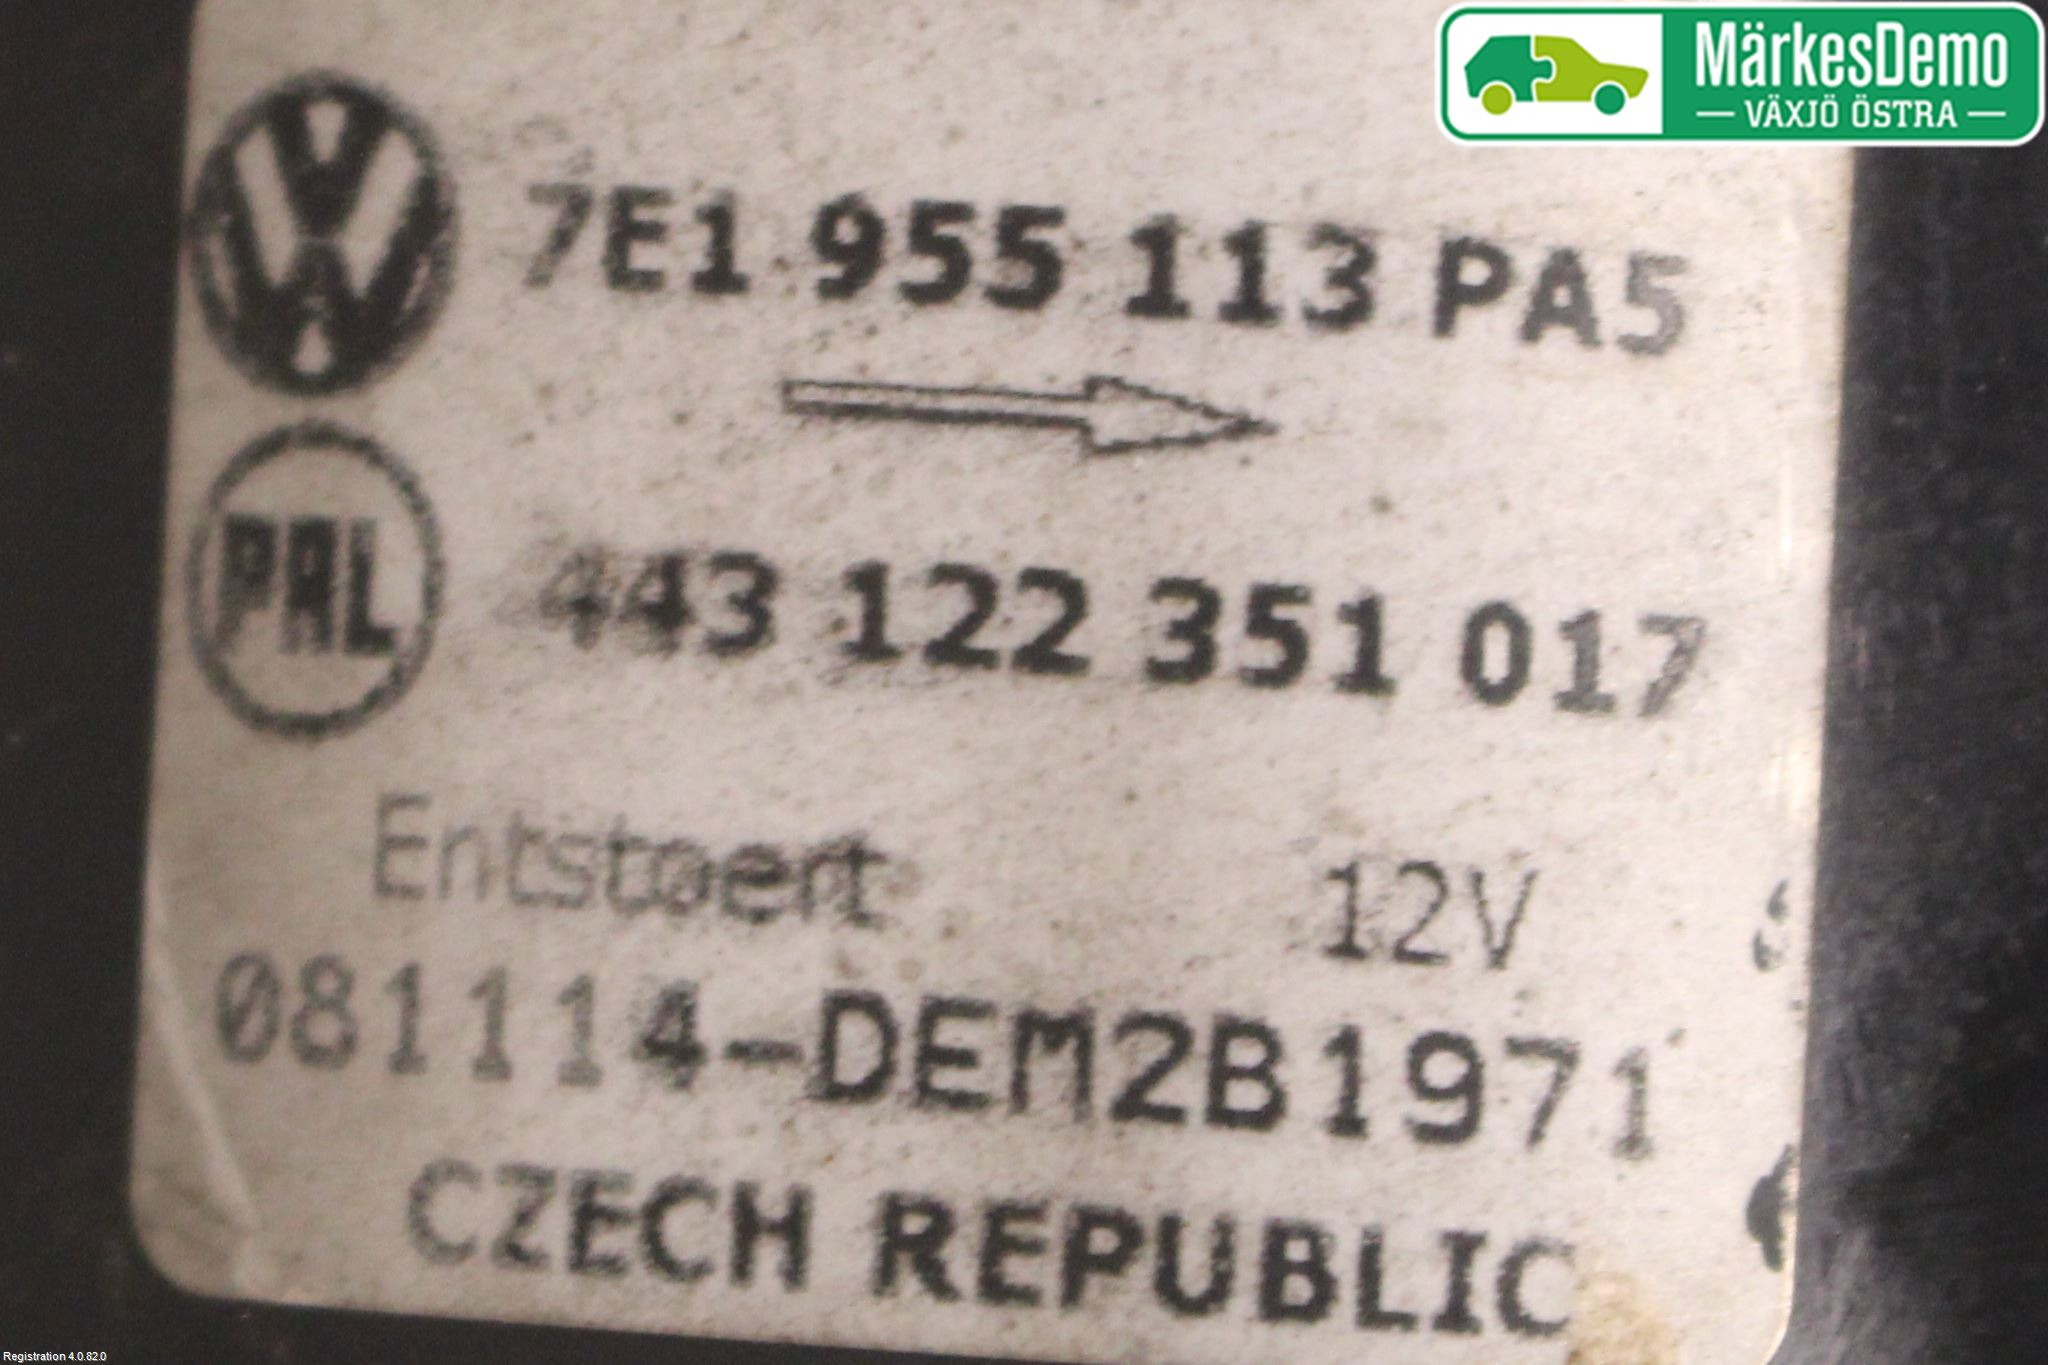 MärkesDemo
VÄXJÖ ÖSTRA
7E1 955 113 PA5
PAL
443 122 351 017
Entstoert 12V
081114-DEM2B1971
CZECH REPUBLIC
Registration 4.0.82.0